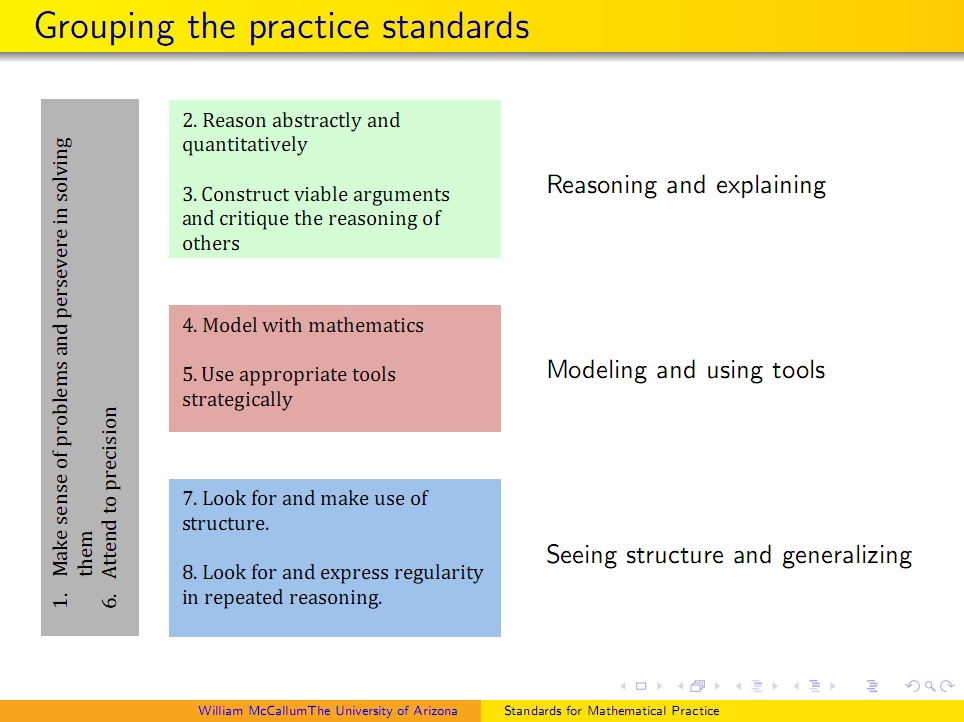 Grouping the practice standards
1. Make sense of problems and persevere in solving
them
6. Attend to precision
2. Reason abstractly and
quantitatively
3. Construct viable arguments
and critique the reasoning of
others
Reasoning and explaining
4. Model with mathematics
5. Use appropriate tools
strategically
Modeling and using tools
7. Look for and make use of
structure.
8. Look for and express regularity
in repeated reasoning.
Seeing structure and generalizing
William McCallumThe University of Arizona
Standards for Mathematical Practice